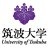 筑波大学
University of Tsukuba